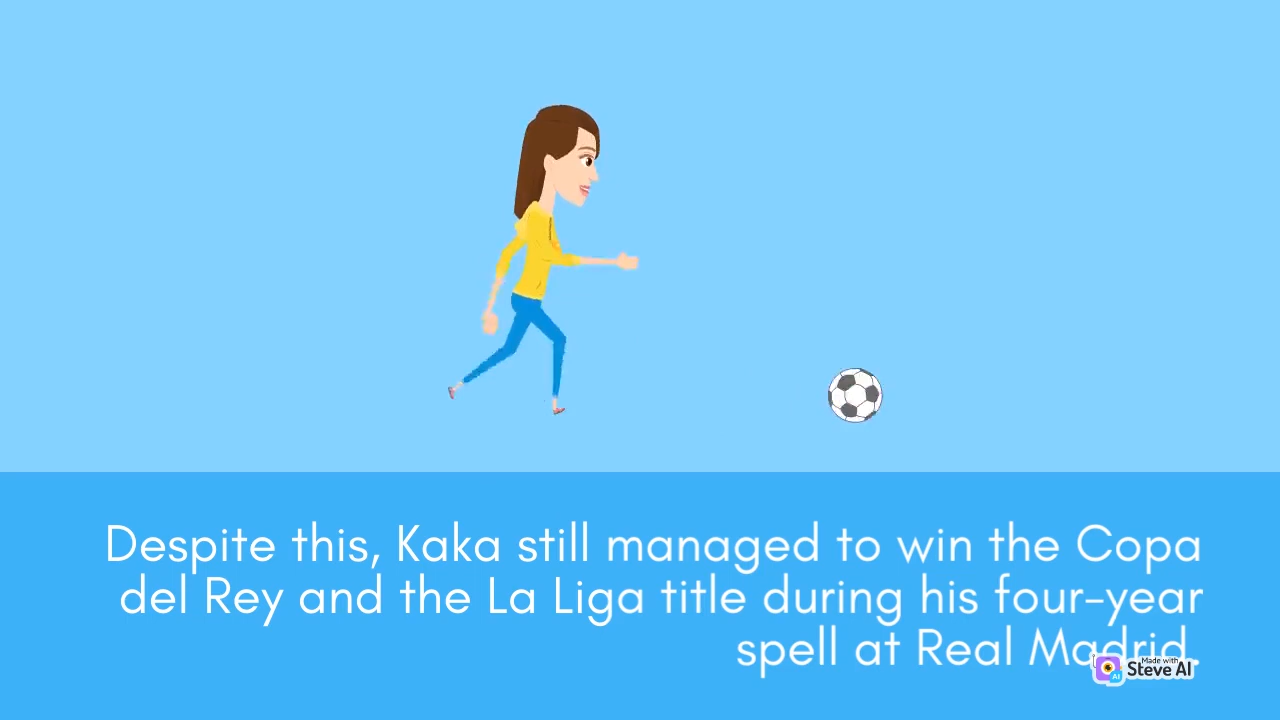 Despite this, Kaka still managed to win the Copa
del Rey and the La Liga title during his four-year
spell at Real Madrid.
Made with
Steve AI
AI